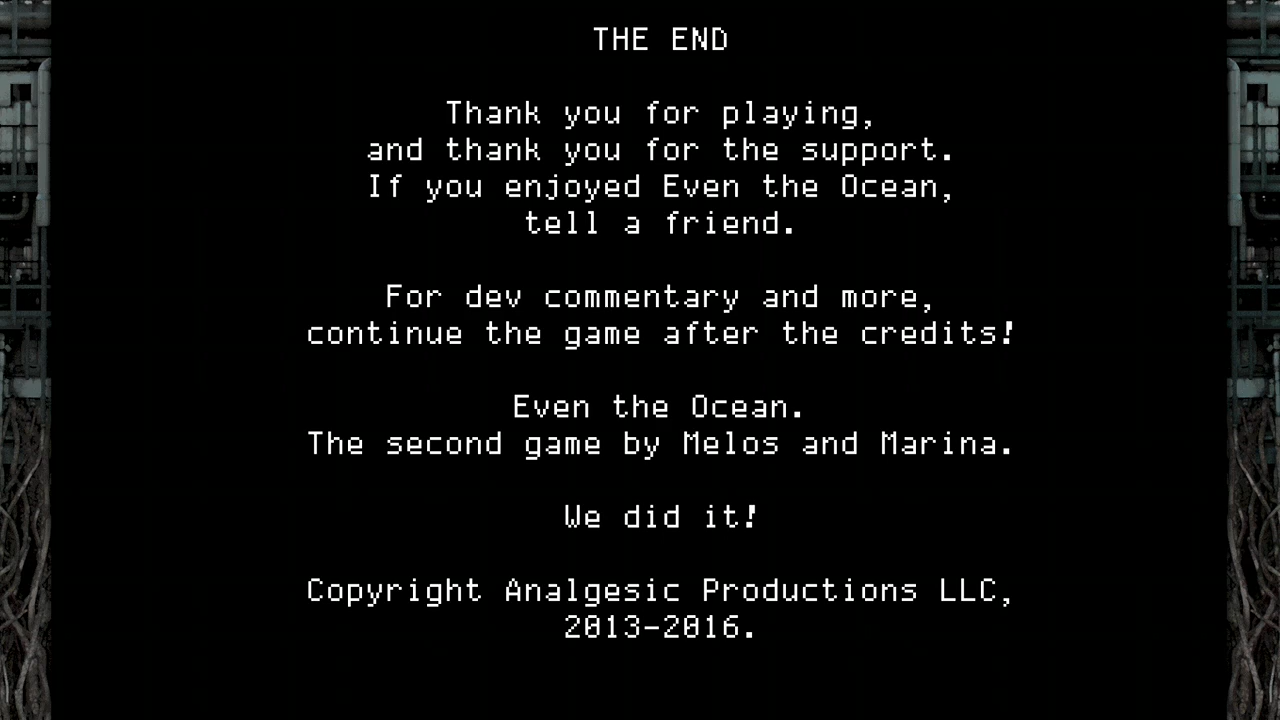 THE END
Thank you for playing,
and thank you for the support.
If you enjoyed Even the Ocean,
tell a friend.
For dev commentary and more,
continue the game after the credits!
Even the Ocean.
The second game by Melos and Marina.
We did it!
Copyright Analgesic Productions LLC,
2013-2016.